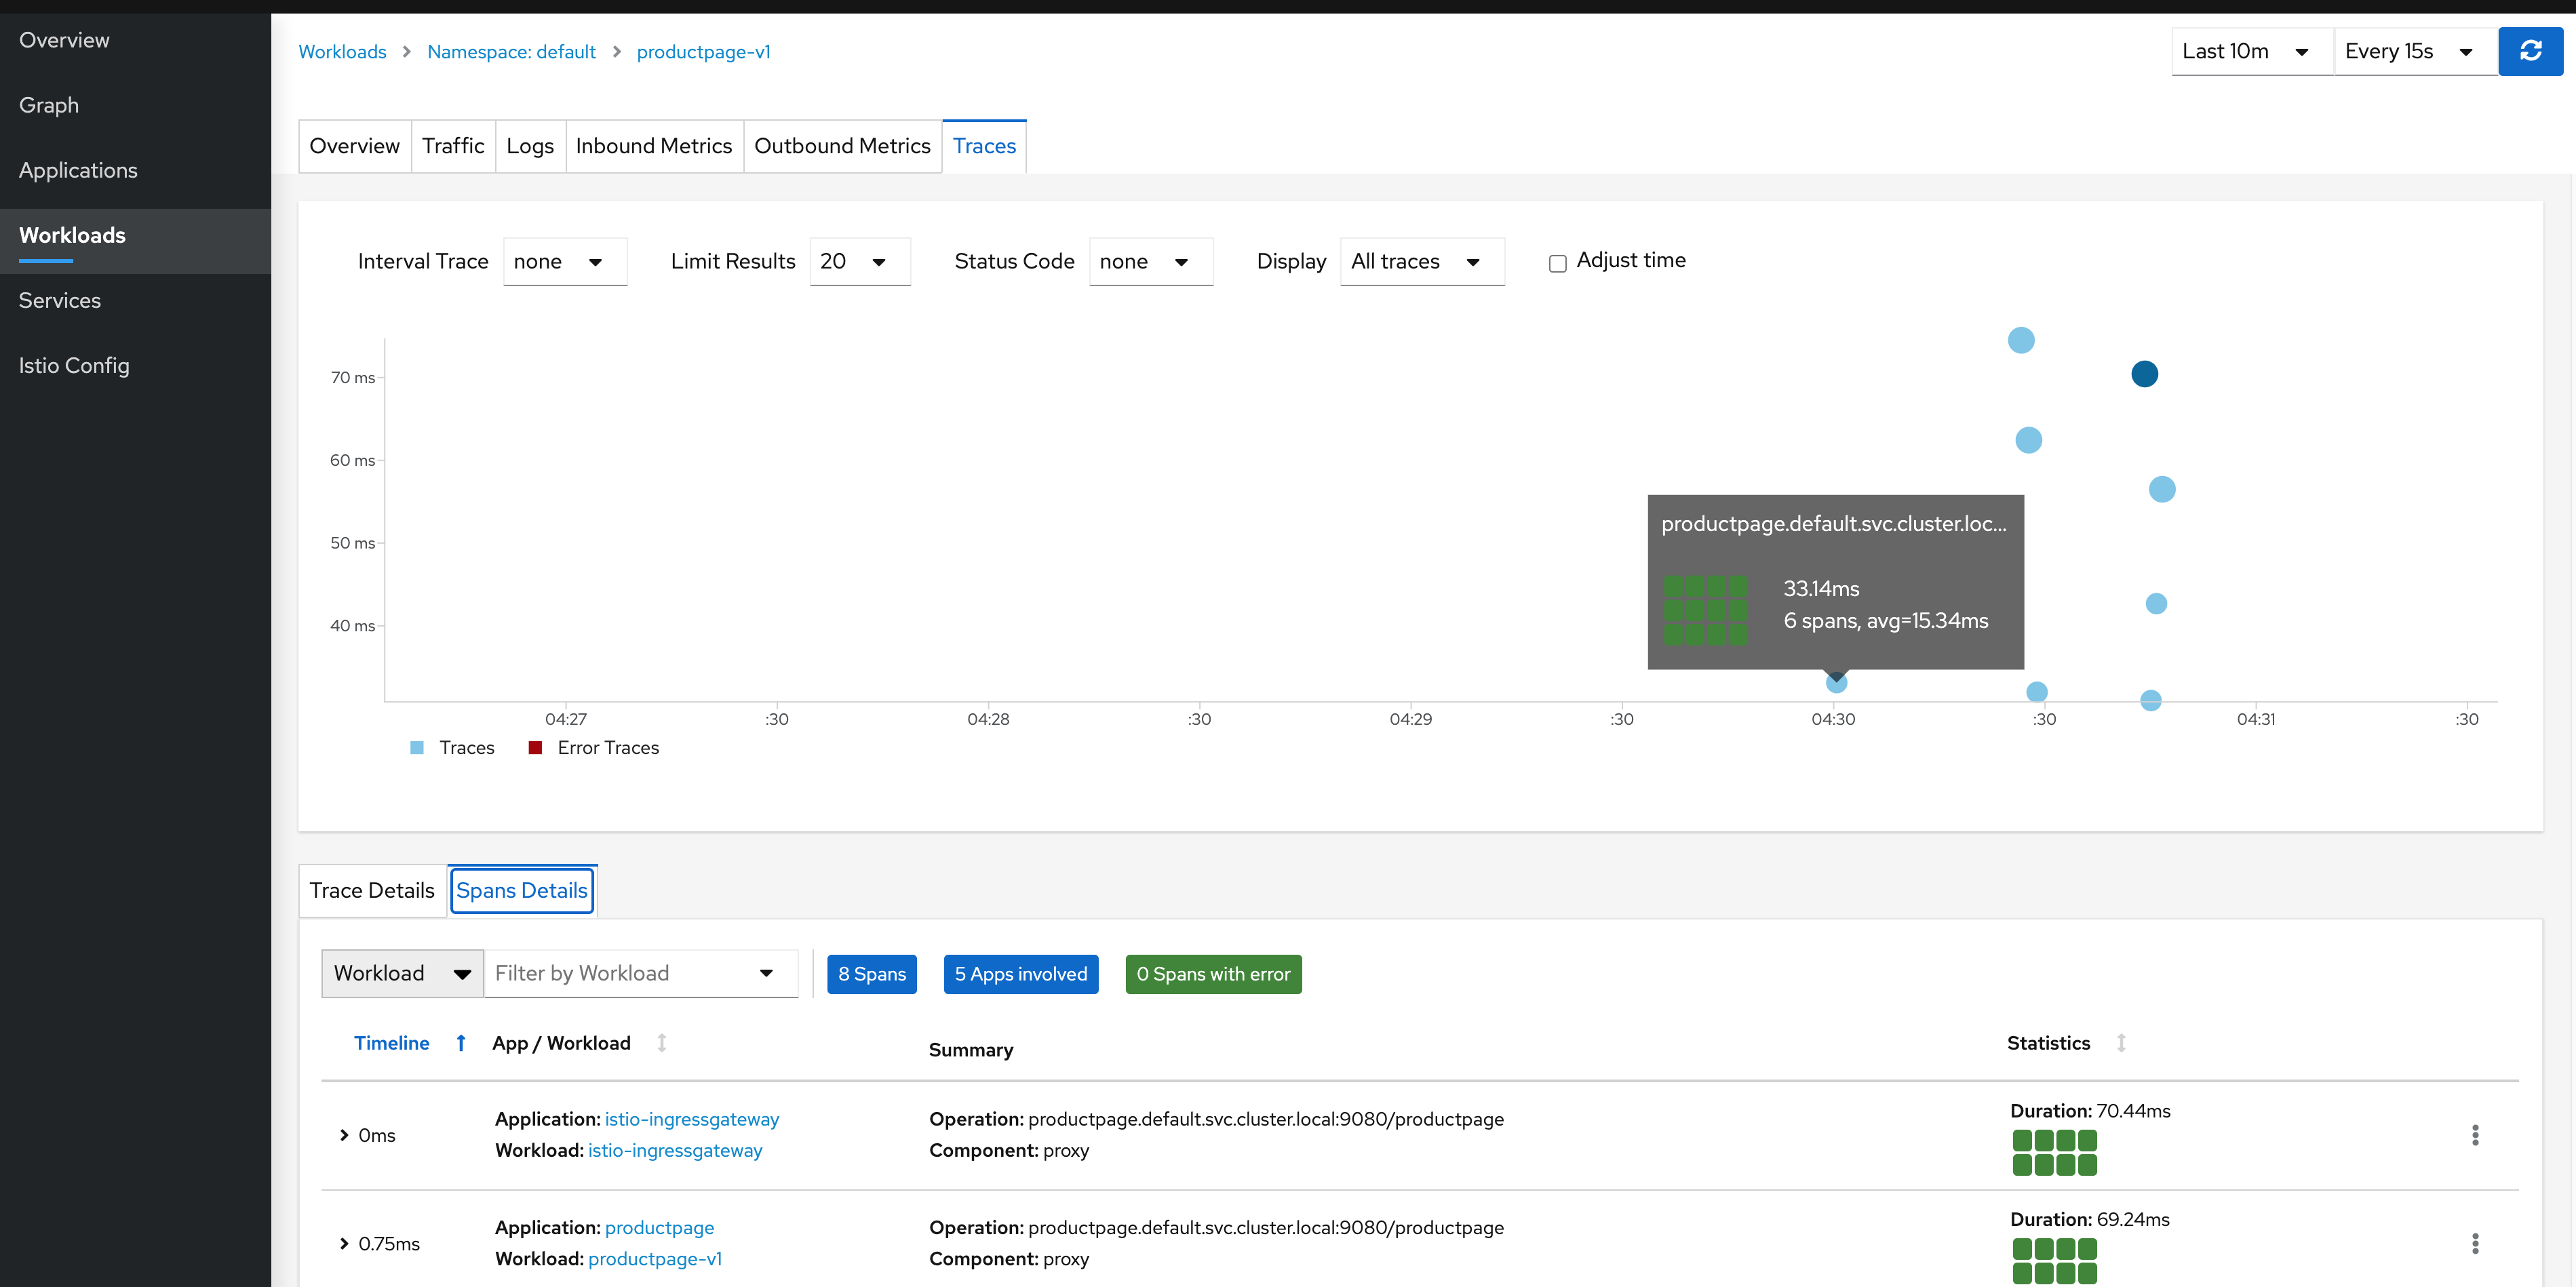 Overview
Graph
Applications
Workloads
Services
Istio Config
Workloads > Namespace: default > productpage-v1
Last 10m
Every 15s
Overview
Traffic
Logs
Inbound Metrics
Outbound Metrics
Traces
Interval Trace none
Limit Results 20
Status Code none
Display All traces
Adjust time
70 ms
60 ms
50 ms
40 ms
productpage.default.svc.cluster.loc...
33.14ms
6 spans, avg=15.34ms
04:27 :30 04:28 :30 04:29 :30 04:30 :30 04:31 :30
Traces
Error Traces
Trace Details
Spans Details
Workload
Filter by Workload
8 Spans
5 Apps involved
0 Spans with error
Timeline
App / Workload
Summary
Statistics
0ms
Application: istio-ingressgateway
Workload: istio-ingressgateway
Operation: productpage.default.svc.cluster.local:9080/productpage
Component: proxy
Duration: 70.44ms
0.75ms
Application: productpage
Workload: productpage-v1
Operation: productpage.default.svc.cluster.local:9080/productpage
Component: proxy
Duration: 69.24ms